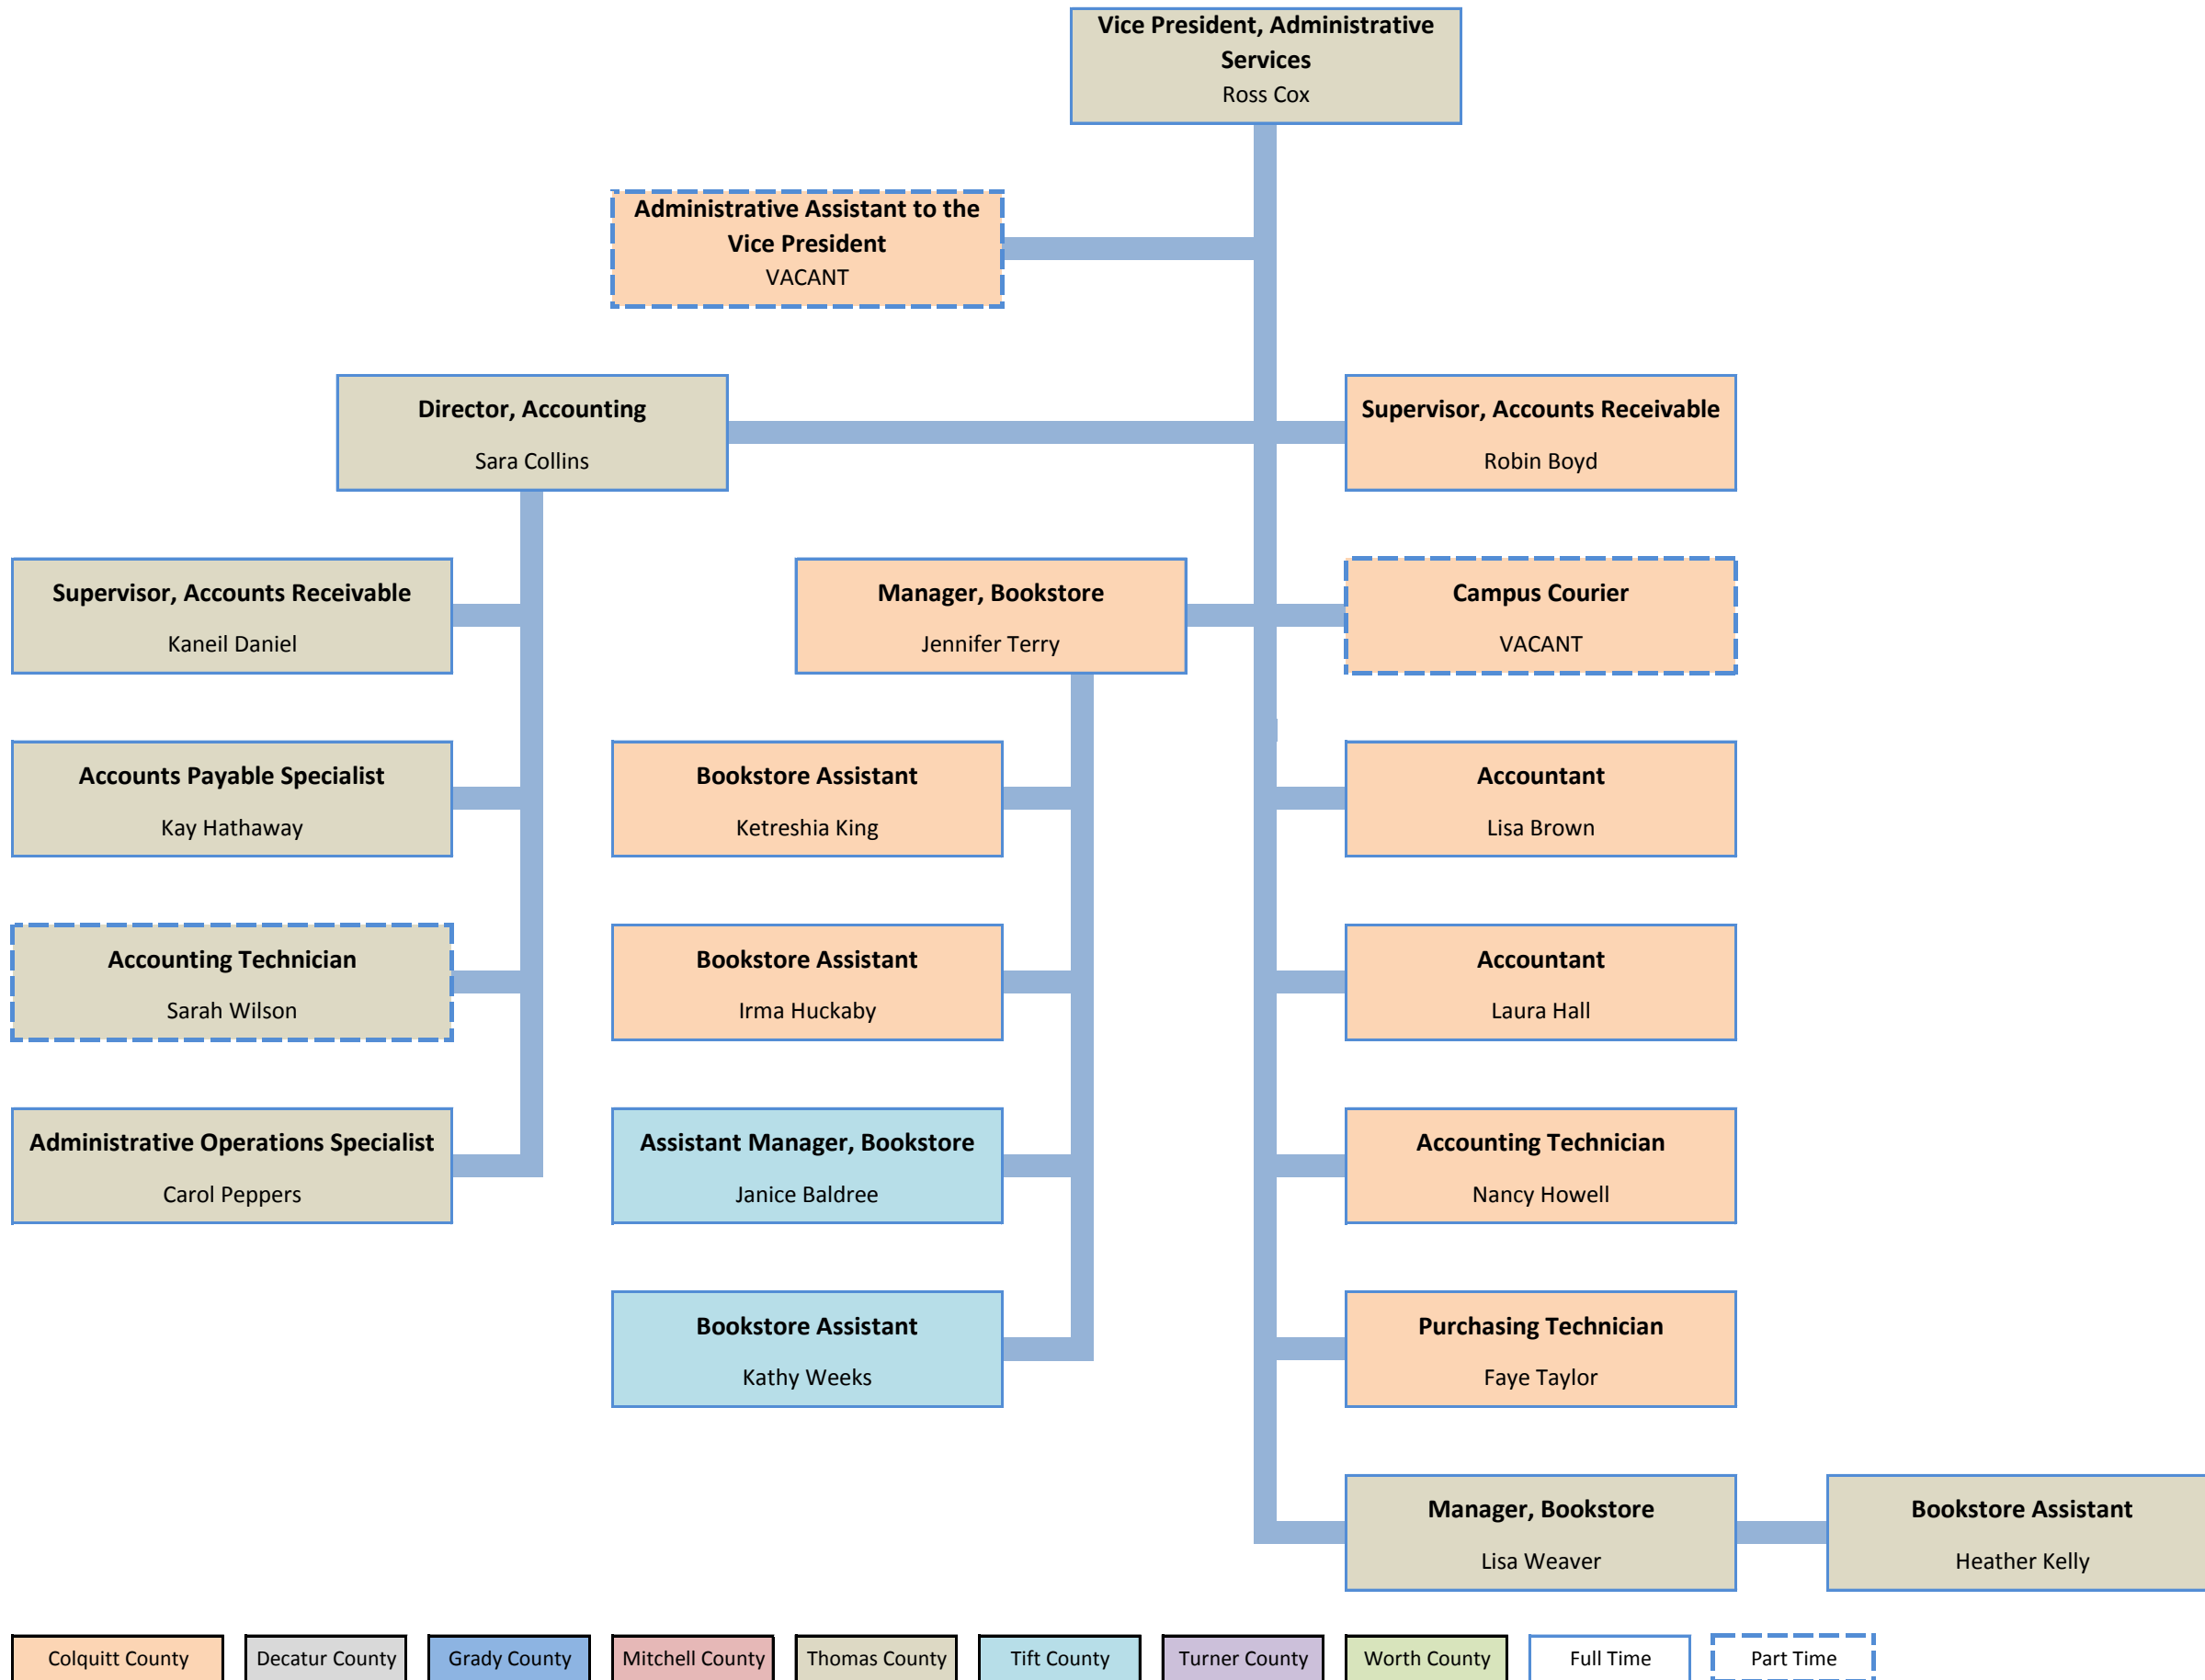 Vice President, Administrative
Services
Ross Cox
Administrative Assistant to the
Vice President
VACANT
Director, Accounting
Sara Collins
Supervisor, Accounts Receivable
Robin Boyd
Supervisor, Accounts Receivable
Kaneil Daniel
Manager, Bookstore
Jennifer Terry
Campus Courier
VACANT
Accounts Payable Specialist
Kay Hathaway
Bookstore Assistant
Ketreshia King
Accountant
Lisa Brown
Accounting Technician
Sarah Wilson
Bookstore Assistant
Irma Huckaby
Accountant
Laura Hall
Administrative Operations Specialist
Carol Peppers
Assistant Manager, Bookstore
Janice Baldree
Accounting Technician
Nancy Howell
Bookstore Assistant
Kathy Weeks
Purchasing Technician
Faye Taylor
Manager, Bookstore
Lisa Weaver
Bookstore Assistant
Heather Kelly
Colquitt County
Decatur County
Grady County
Mitchell County
Thomas County
Tift County
Turner County
Worth County
Full Time
Part Time